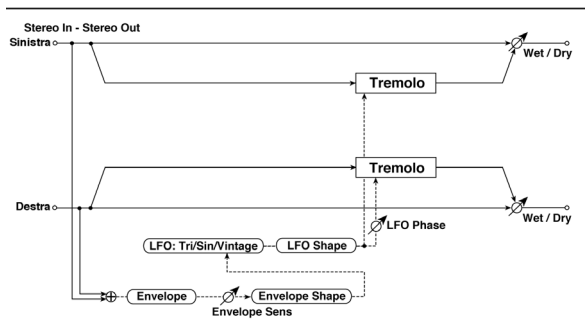 Stereo In - Stereo Out
Sinistra
Wet / Dry
Tremolo
Tremolo
Destra
Wet / Dry
LFO Phase
LFO: Tri/Sin/Vintage
LFO Shape
Envelope
Envelope Shape
Envelope Sens